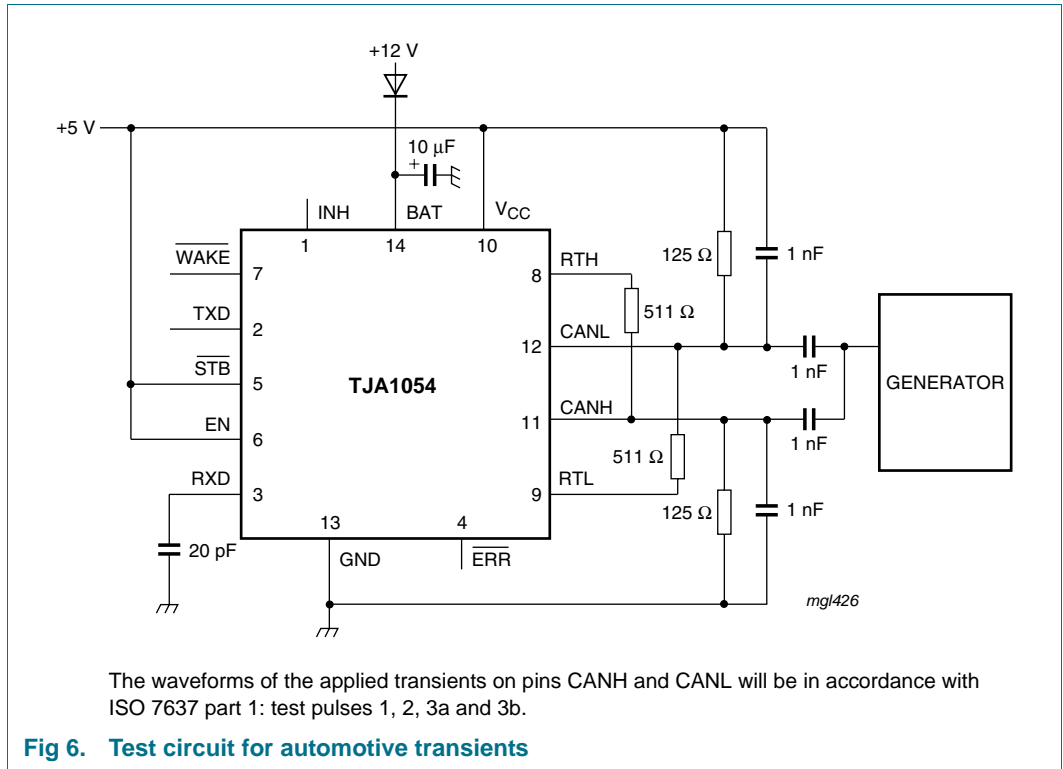 +12 V
+5 V
10 μF
+
INH
BAT
VCC
1
14
10
WAKE
7
RTH
8
125 Ω
1 nF
511 Ω
TXD
2
CANL
12
1 nF
STB
5
TJA1054
GENERATOR
EN
6
CANH
11
1 nF
511 Ω
RXD
3
RTL
9
125 Ω
1 nF
20 pF
13
4
GND
ERR
mgl426
The waveforms of the applied transients on pins CANH and CANL will be in accordance with
ISO 7637 part 1: test pulses 1, 2, 3a and 3b.
Fig 6. Test circuit for automotive transients